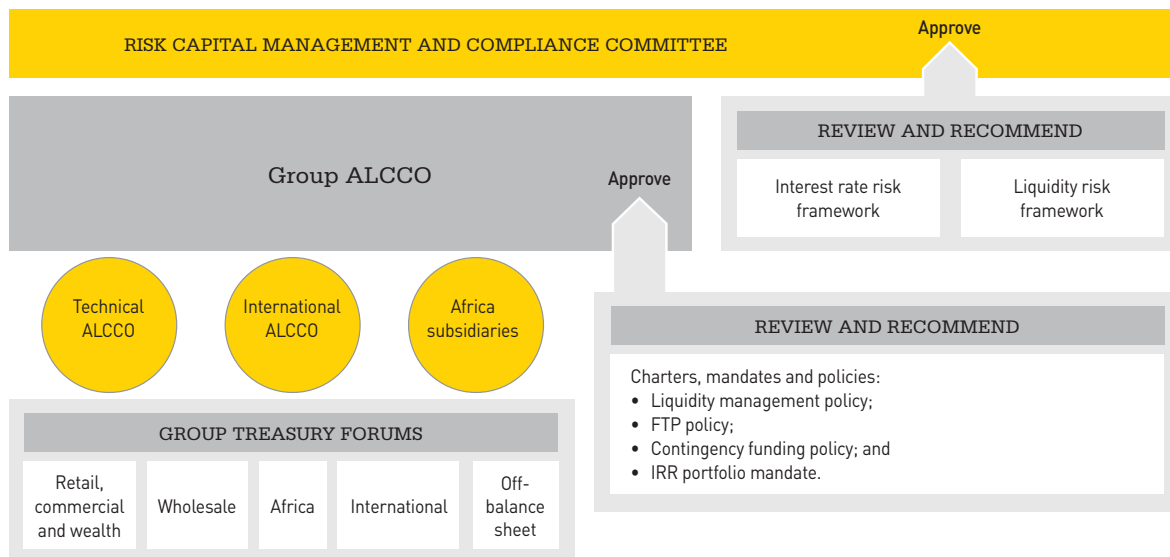 RISK CAPITAL MANAGEMENT AND COMPLIANCE COMMITTEE
Approve
Group ALCCO
Approve
REVIEW AND RECOMMEND
Interest rate risk
framework
Liquidity risk
framework
Technical
ALCCO
International
ALCCO
Africa
subsidiaries
REVIEW AND RECOMMEND
Charters, mandates and policies:
• Liquidity management policy;
• FTP policy;
• Contingency funding policy; and
• IRR portfolio mandate.
GROUP TREASURY FORUMS
Retail,
commercial
and wealth
Wholesale
Africa
International
Off-
balance
sheet